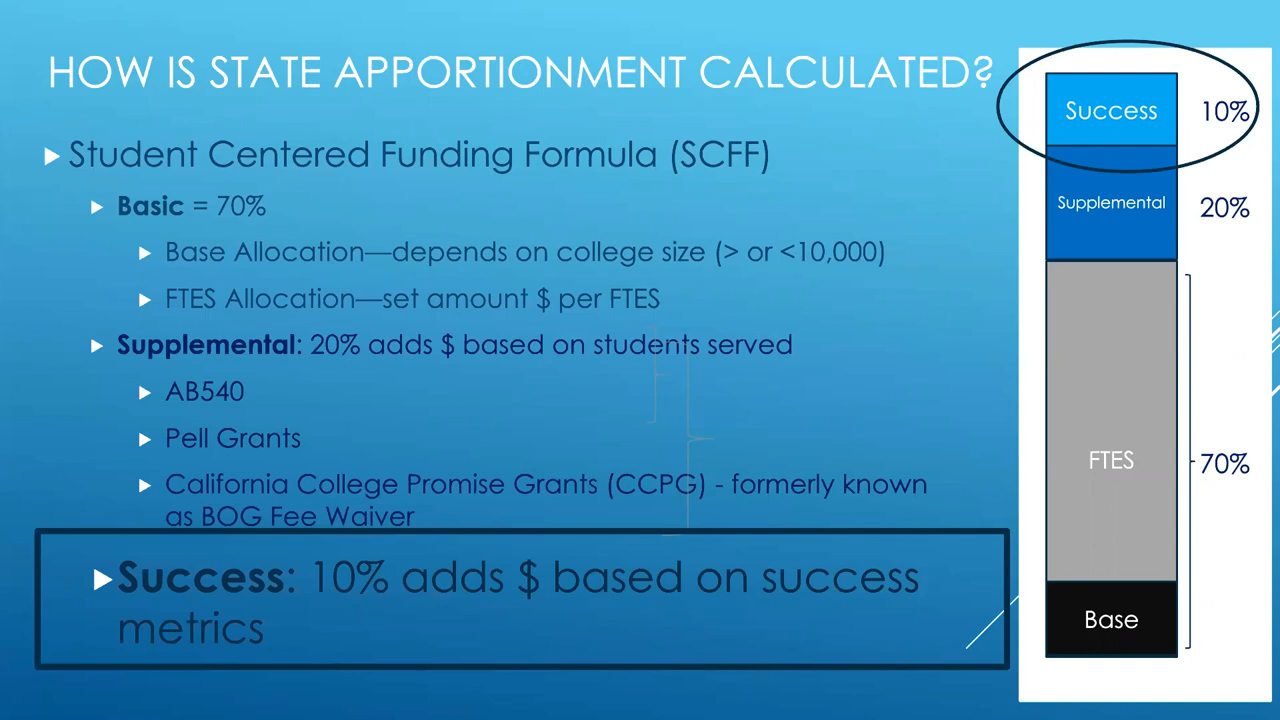 HOW IS STATE APPORTIONMENT CALCULATED?
Student Centered Funding Formula (SCFF)
Basic = 70%
Base Allocation—depends on college size (> or <10,000)
FTES Allocation—set amount $ per FTES
Supplemental: 20% adds $ based on students served
AB540
Pell Grants
California College Promise Grants (CCPG) - formerly known
as BOG Fee Waiver
Success: 10% adds $ based on success
metrics
Success 10%
Supplemental 20%
FTES 70%
Base